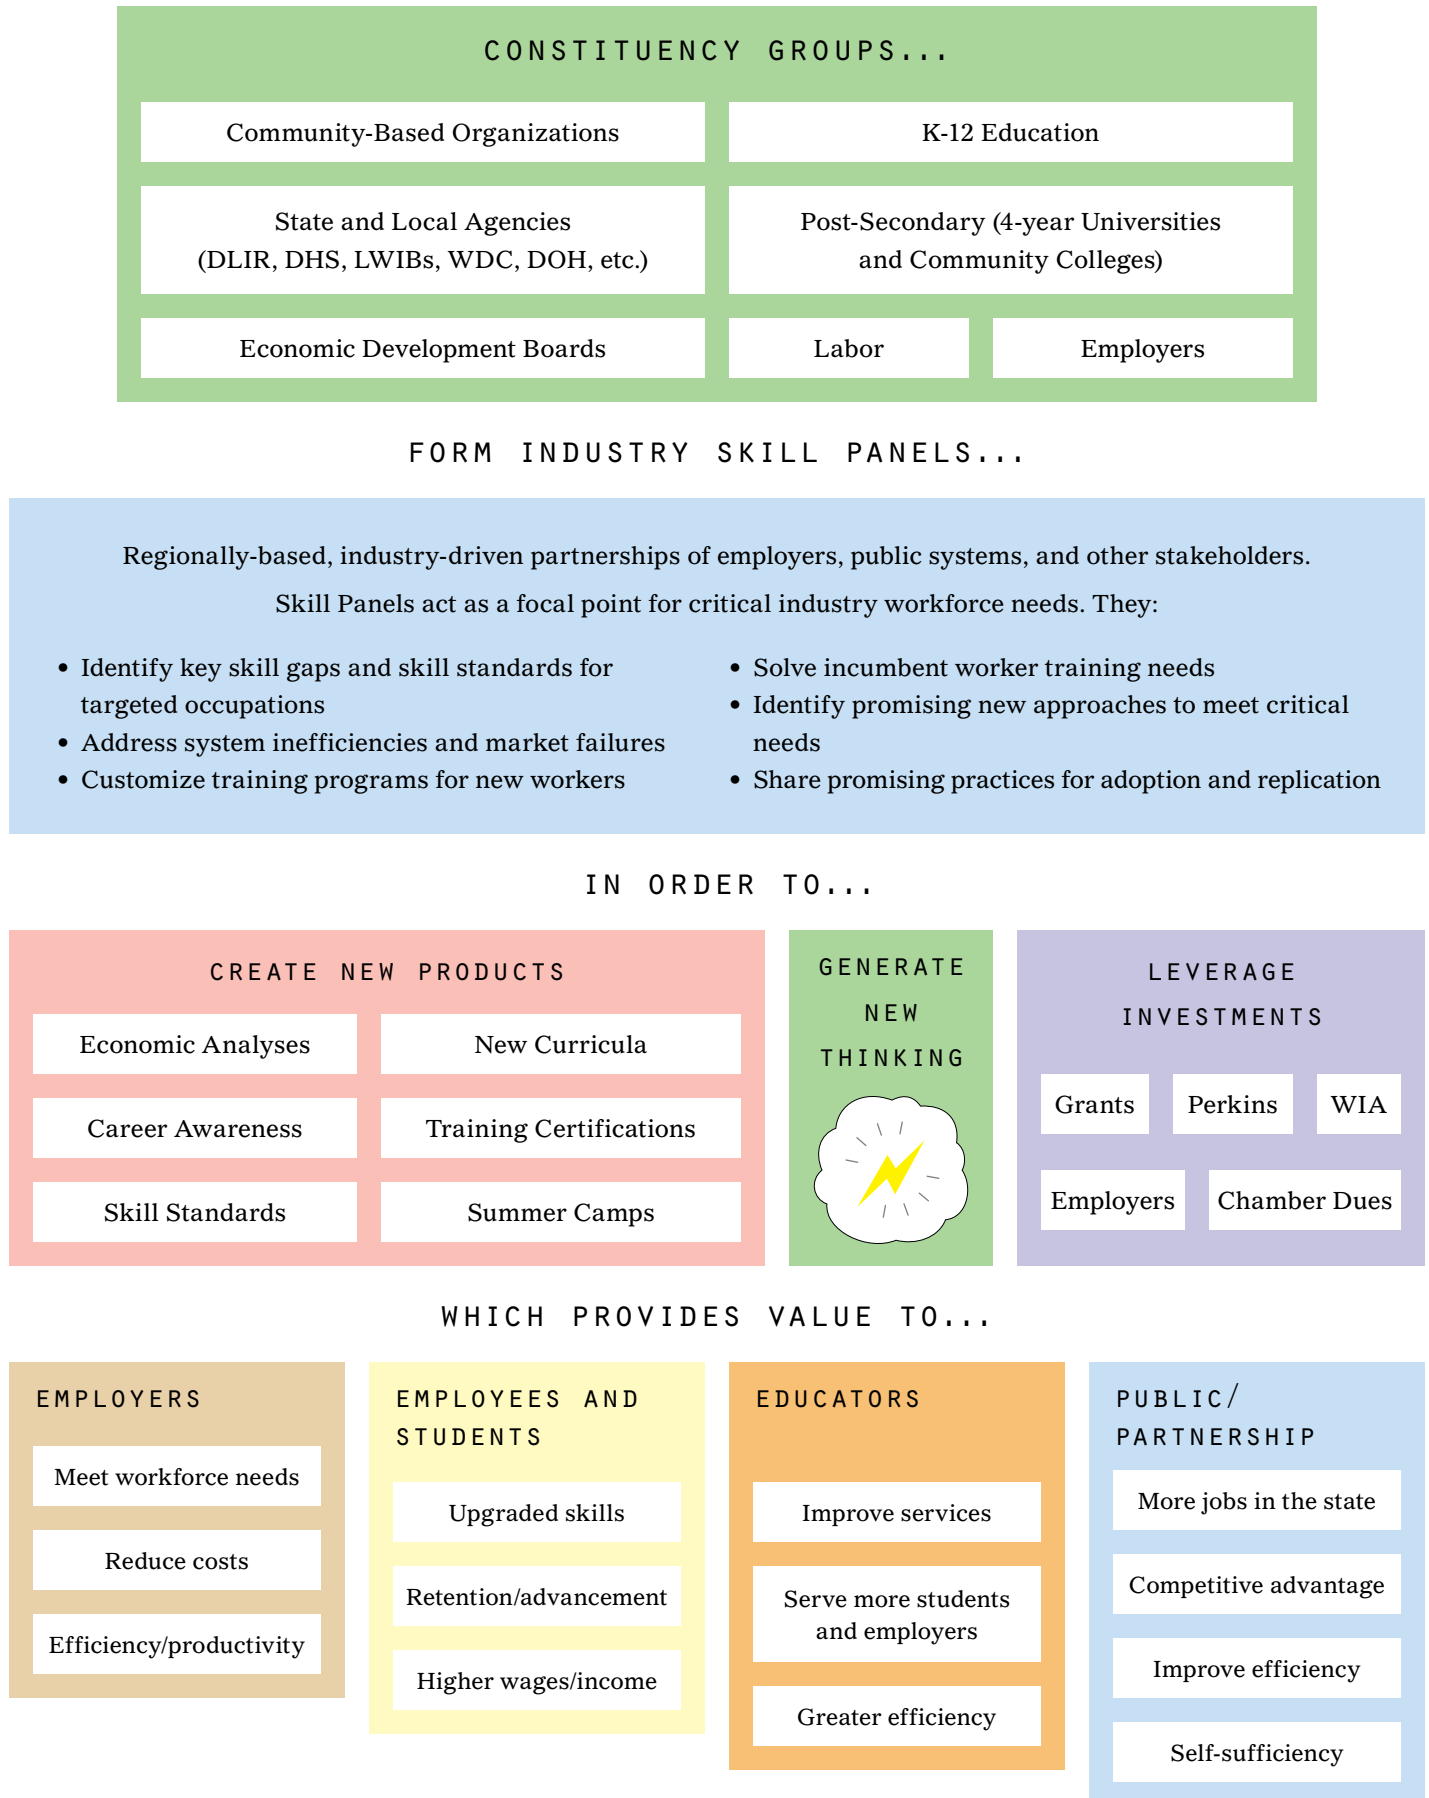 CONSTITUENCY GROUPS...
Community-Based Organizations
K-12 Education
State and Local Agencies
(DLIR, DHS, LWIBs, WDC, DOH, etc.)
Post-Secondary (4-year Universities
and Community Colleges)
Economic Development Boards
Labor
Employers
FORM INDUSTRY SKILL PANELS...
Regionally-based, industry-driven partnerships of employers, public systems, and other stakeholders.
Skill Panels act as a focal point for critical industry workforce needs. They:
• Identify key skill gaps and skill standards for
targeted occupations
• Address system inefficiencies and market failures
• Customize training programs for new workers
• Solve incumbent worker training needs
• Identify promising new approaches to meet critical
needs
• Share promising practices for adoption and replication
IN ORDER TO...
CREATE NEW PRODUCTS
Economic Analyses
New Curricula
Career Awareness
Training Certifications
Skill Standards
Summer Camps
GENERATE
NEW
THINKING
LEVERAGE
INVESTMENTS
Grants
Perkins
WIA
Employers
Chamber Dues
WHICH PROVIDES VALUE TO...
EMPLOYERS
Meet workforce needs
Reduce costs
Efficiency/productivity
EMPLOYEES AND
STUDENTS
Upgraded skills
Retention/advancement
Higher wages/income
EDUCATORS
Improve services
Serve more students
and employers
Greater efficiency
PUBLIC/
PARTNERSHIP
More jobs in the state
Competitive advantage
Improve efficiency
Self-sufficiency